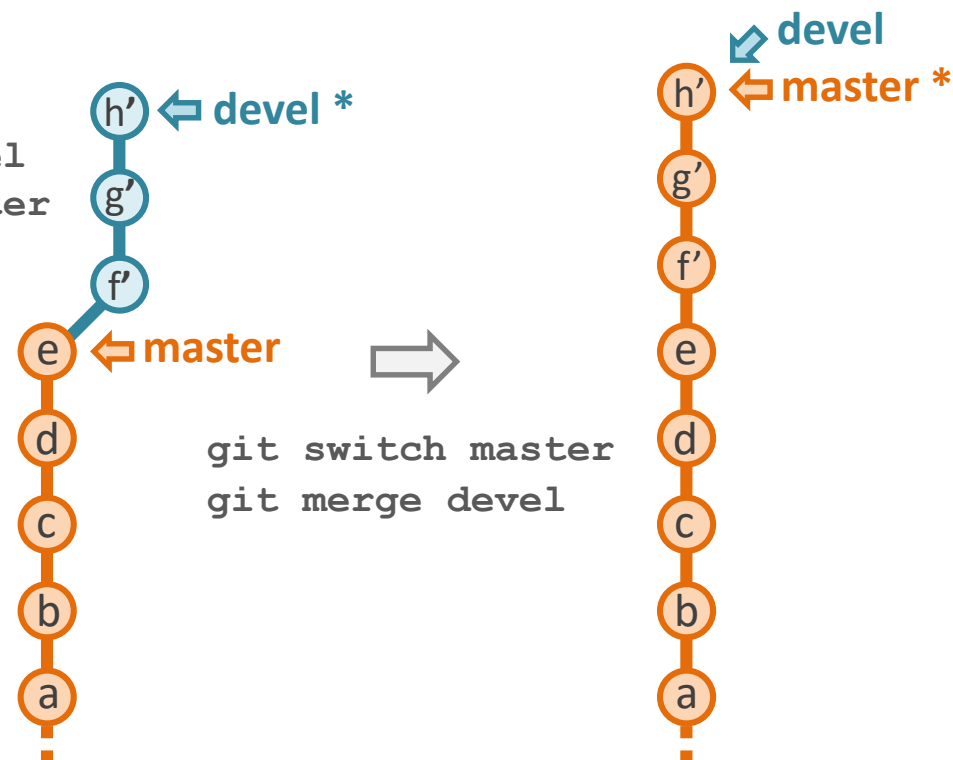 devel
h' devel *
h' master *
g'
g'
f'
f'
e master
e
d
d
git switch master
git merge devel
c
c
b
b
a
a